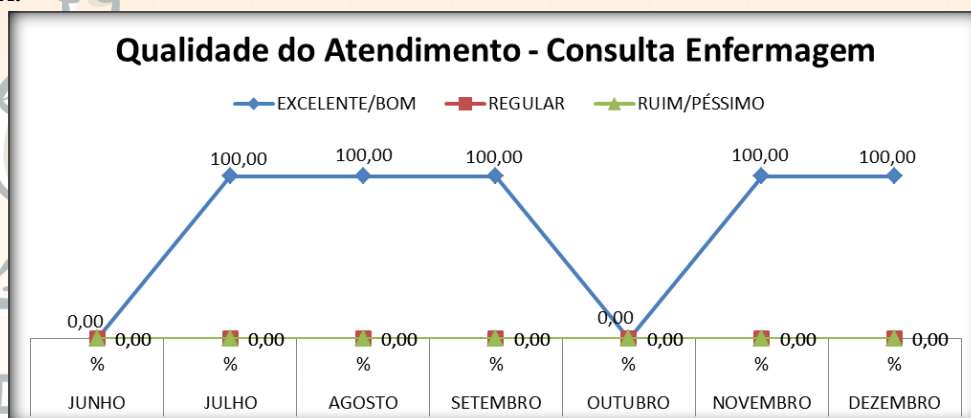 Qualidade do Atendimento - Consulta Enfermagem
EXCELENTE/BOM REGULAR RUIM/PÉSSIMO
100,00 100,00 100,00 100,00 100,00
0,00 0,00
0,00 0,00 0,00 0,00 0,00 0,00 0,00
% % % % % % %
JUNHO JULHO AGOSTO SETEMBRO OUTUBRO NOVEMBRO DEZEMBRO